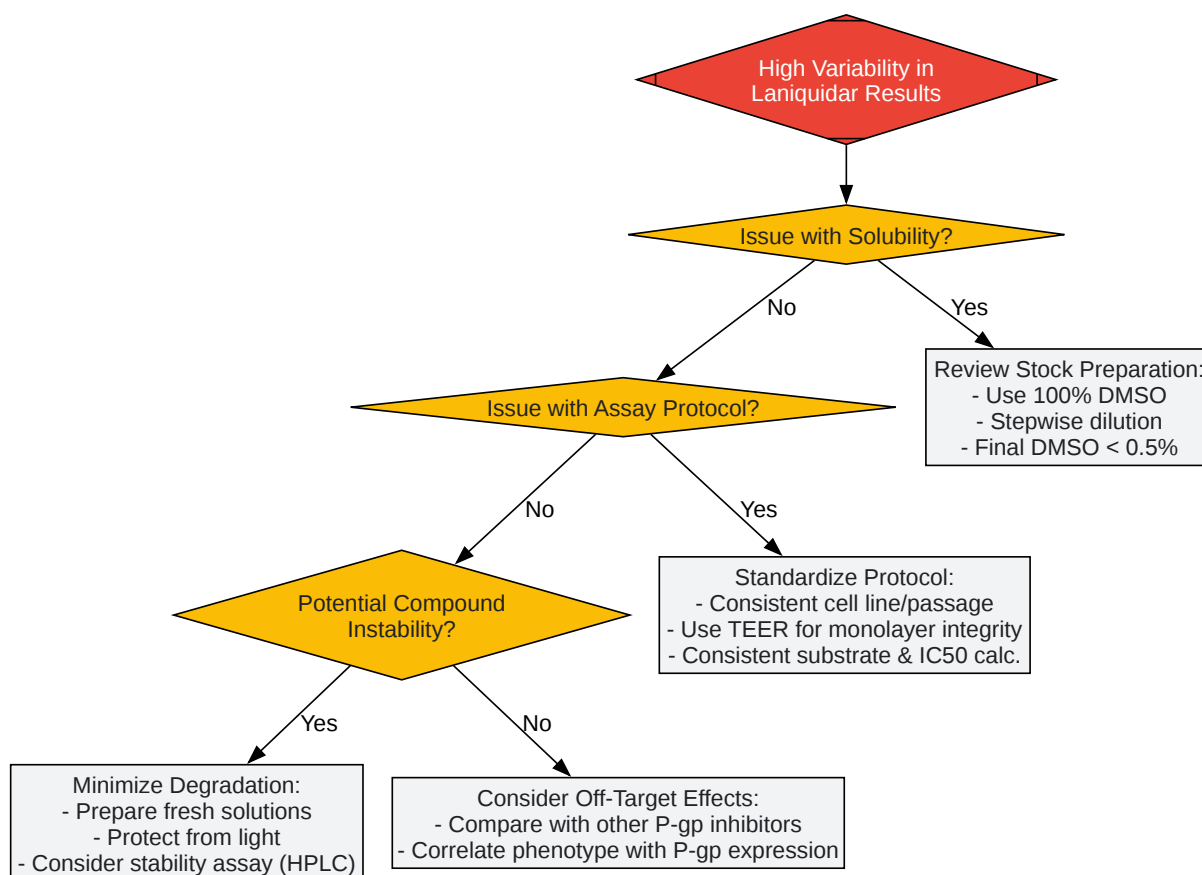 High Variability in
Laniquidar Results
Issue with Solubility?
No
Yes
Review Stock Preparation:
- Use 100% DMSO
- Stepwise dilution
- Final DMSO < 0.5%
Issue with Assay Protocol?
No
Yes
Standardize Protocol:
- Consistent cell line/passage
- Use TEER for monolayer integrity
- Consistent substrate & IC50 calc.
Potential Compound
Instability?
Yes
No
Minimize Degradation:
- Prepare fresh solutions
- Protect from light
- Consider stability assay (HPLC)
Consider Off-Target Effects:
- Compare with other P-gp inhibitors
- Correlate phenotype with P-gp expression